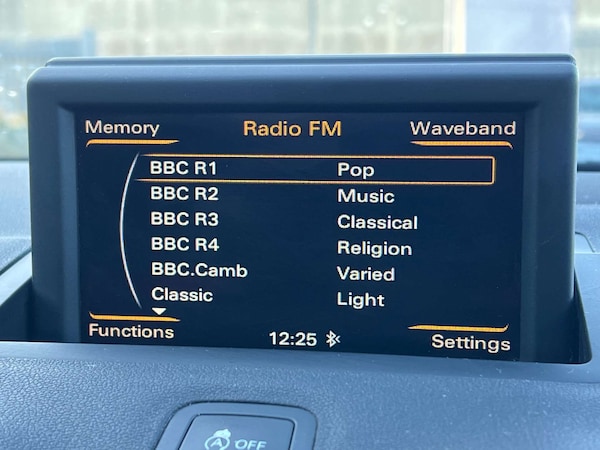 Memory Radio FM Waveband
BBC R1 Pop
BBC R2 Music
BBC R3 Classical
BBC R4 Religion
BBC.Camb Varied
Classic Light
Functions 12:25 Settings
A OFF